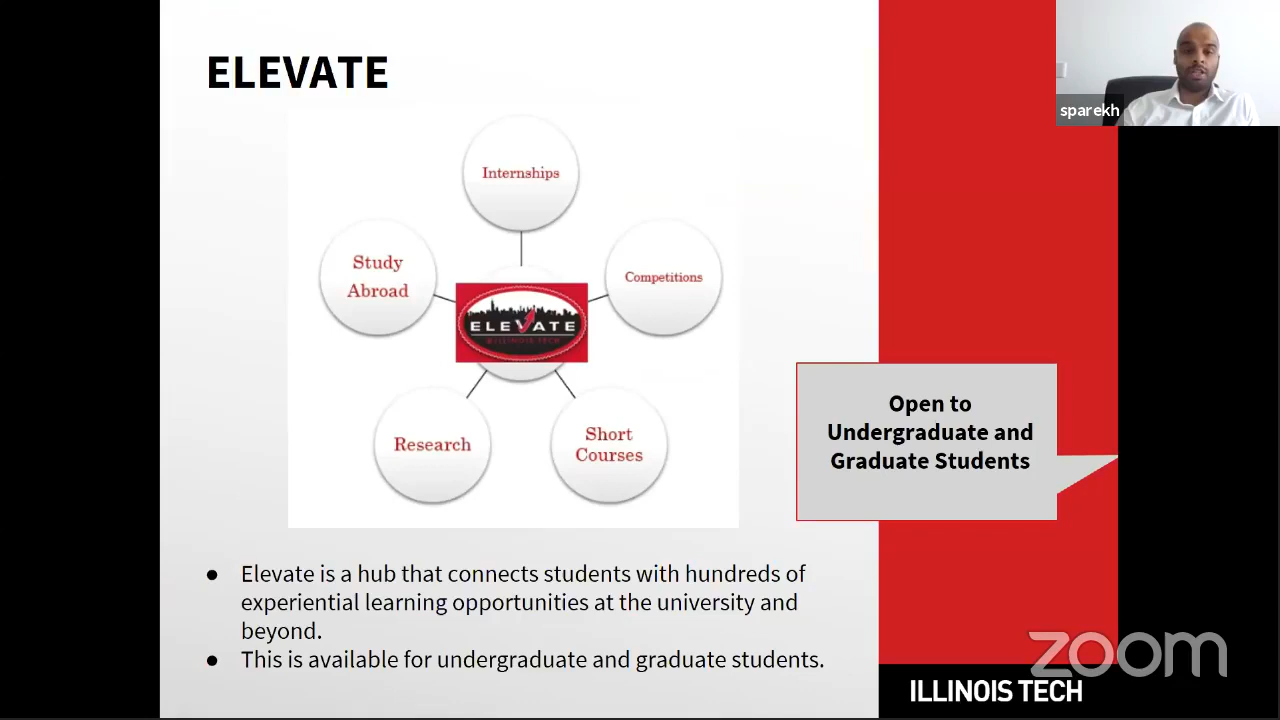 ELEVATE
sparekh
Internships
Study
Abroad
Competitions
ELEVATE
@ILLINOIS TECH
Research
Short
Courses
Open to
Undergraduate and
Graduate Students
● Elevate is a hub that connects students with hundreds of
experiential learning opportunities at the university and
beyond.
● This is available for undergraduate and graduate students.
zoom
ILLINOIS TECH